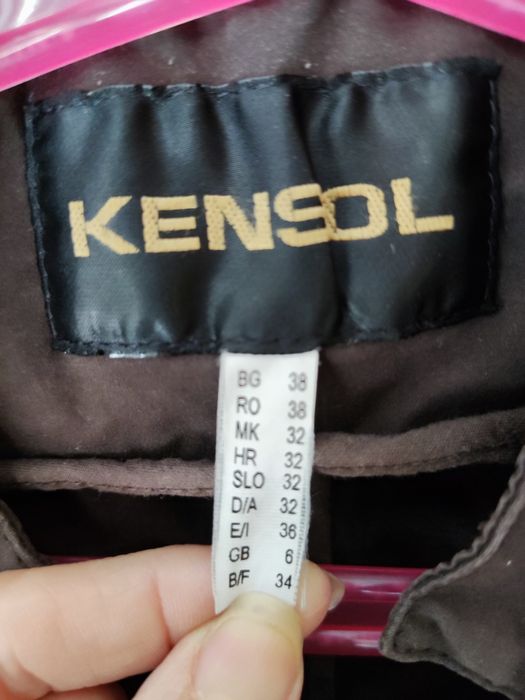 KENSOL
BG 38
RO 38
MK 32
HR 32
SLO 32
D/A 32
E/I 36
GB 6
B/F 34